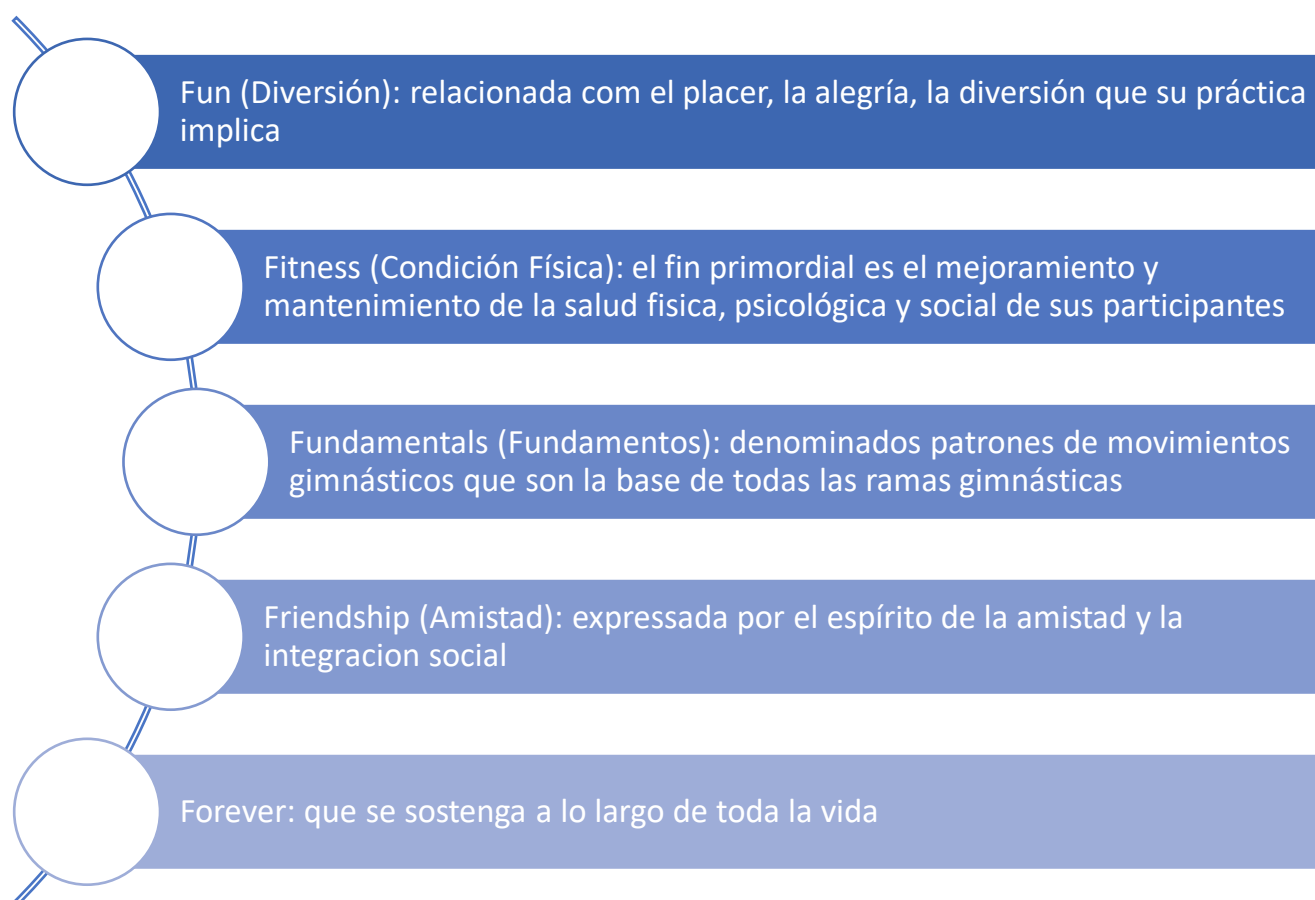 Fun (Diversión): relacionada com el placer, la alegría, la diversión que su práctica
implica
Fitness (Condición Física): el fin primordial es el mejoramiento y
mantenimiento de la salud fisica, psicológica y social de sus participantes
Fundamentals (Fundamentos): denominados patrones de movimientos
gimnásticos que son la base de todas las ramas gimnásticas
Friendship (Amistad): expressada por el espírito de la amistad y la
integracion social
Forever: que se sostenga a lo largo de toda la vida